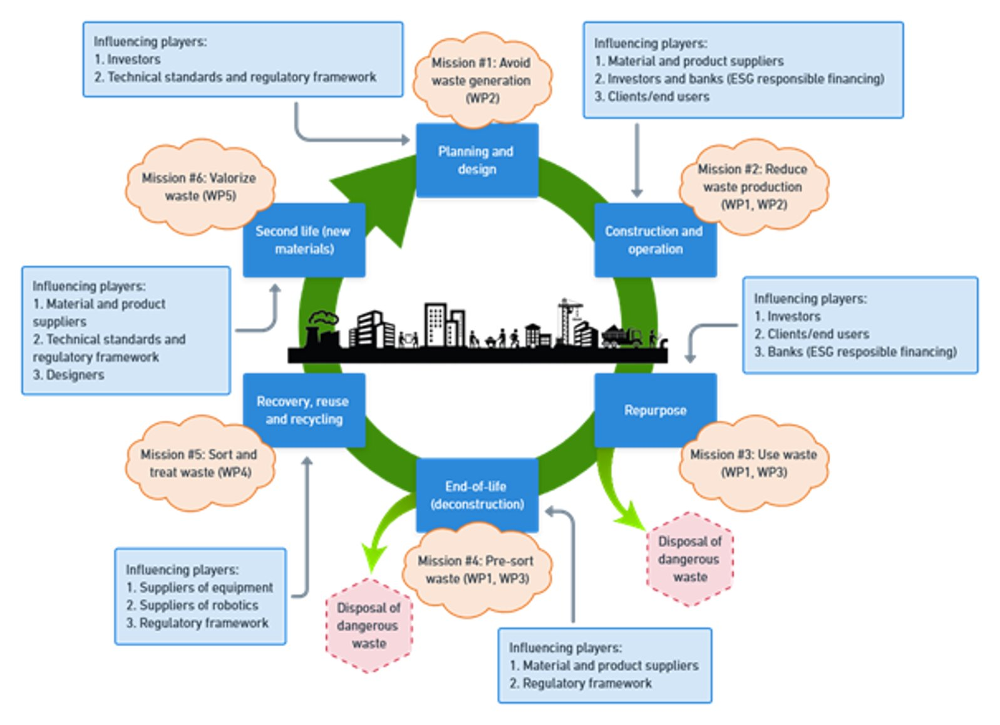 Influencing players:
1. Investors
2. Technical standards and regulatory framework
Mission #1: Avoid
waste generation
(WP2)
Influencing players:
1. Material and product suppliers
2. Investors and banks (ESG responsible financing)
3. Clients/end users
Planning and
design
Mission #6: Valorize
waste (WP5)
Mission #2: Reduce
waste production
(WP1, WP2)
Second life (new
materials)
Construction and
operation
Influencing players:
1. Material and product
suppliers
2. Technical standards and
regulatory framework
3. Designers
Influencing players:
1. Investors
2. Clients/end users
3. Banks (ESG resposible financing)
Recovery, reuse
and recycling
Repurpose
Mission #5: Sort and
treat waste (WP4)
Mission #3: Use waste
(WP1, WP3)
End-of-life
(deconstruction)
Mission #4: Pre-sort
waste (WP1, WP3)
Disposal of
dangerous
waste
Influencing players:
1. Suppliers of equipment
2. Suppliers of robotics
3. Regulatory framework
Disposal of
dangerous
waste
Influencing players:
1. Material and product suppliers
2. Regulatory framework